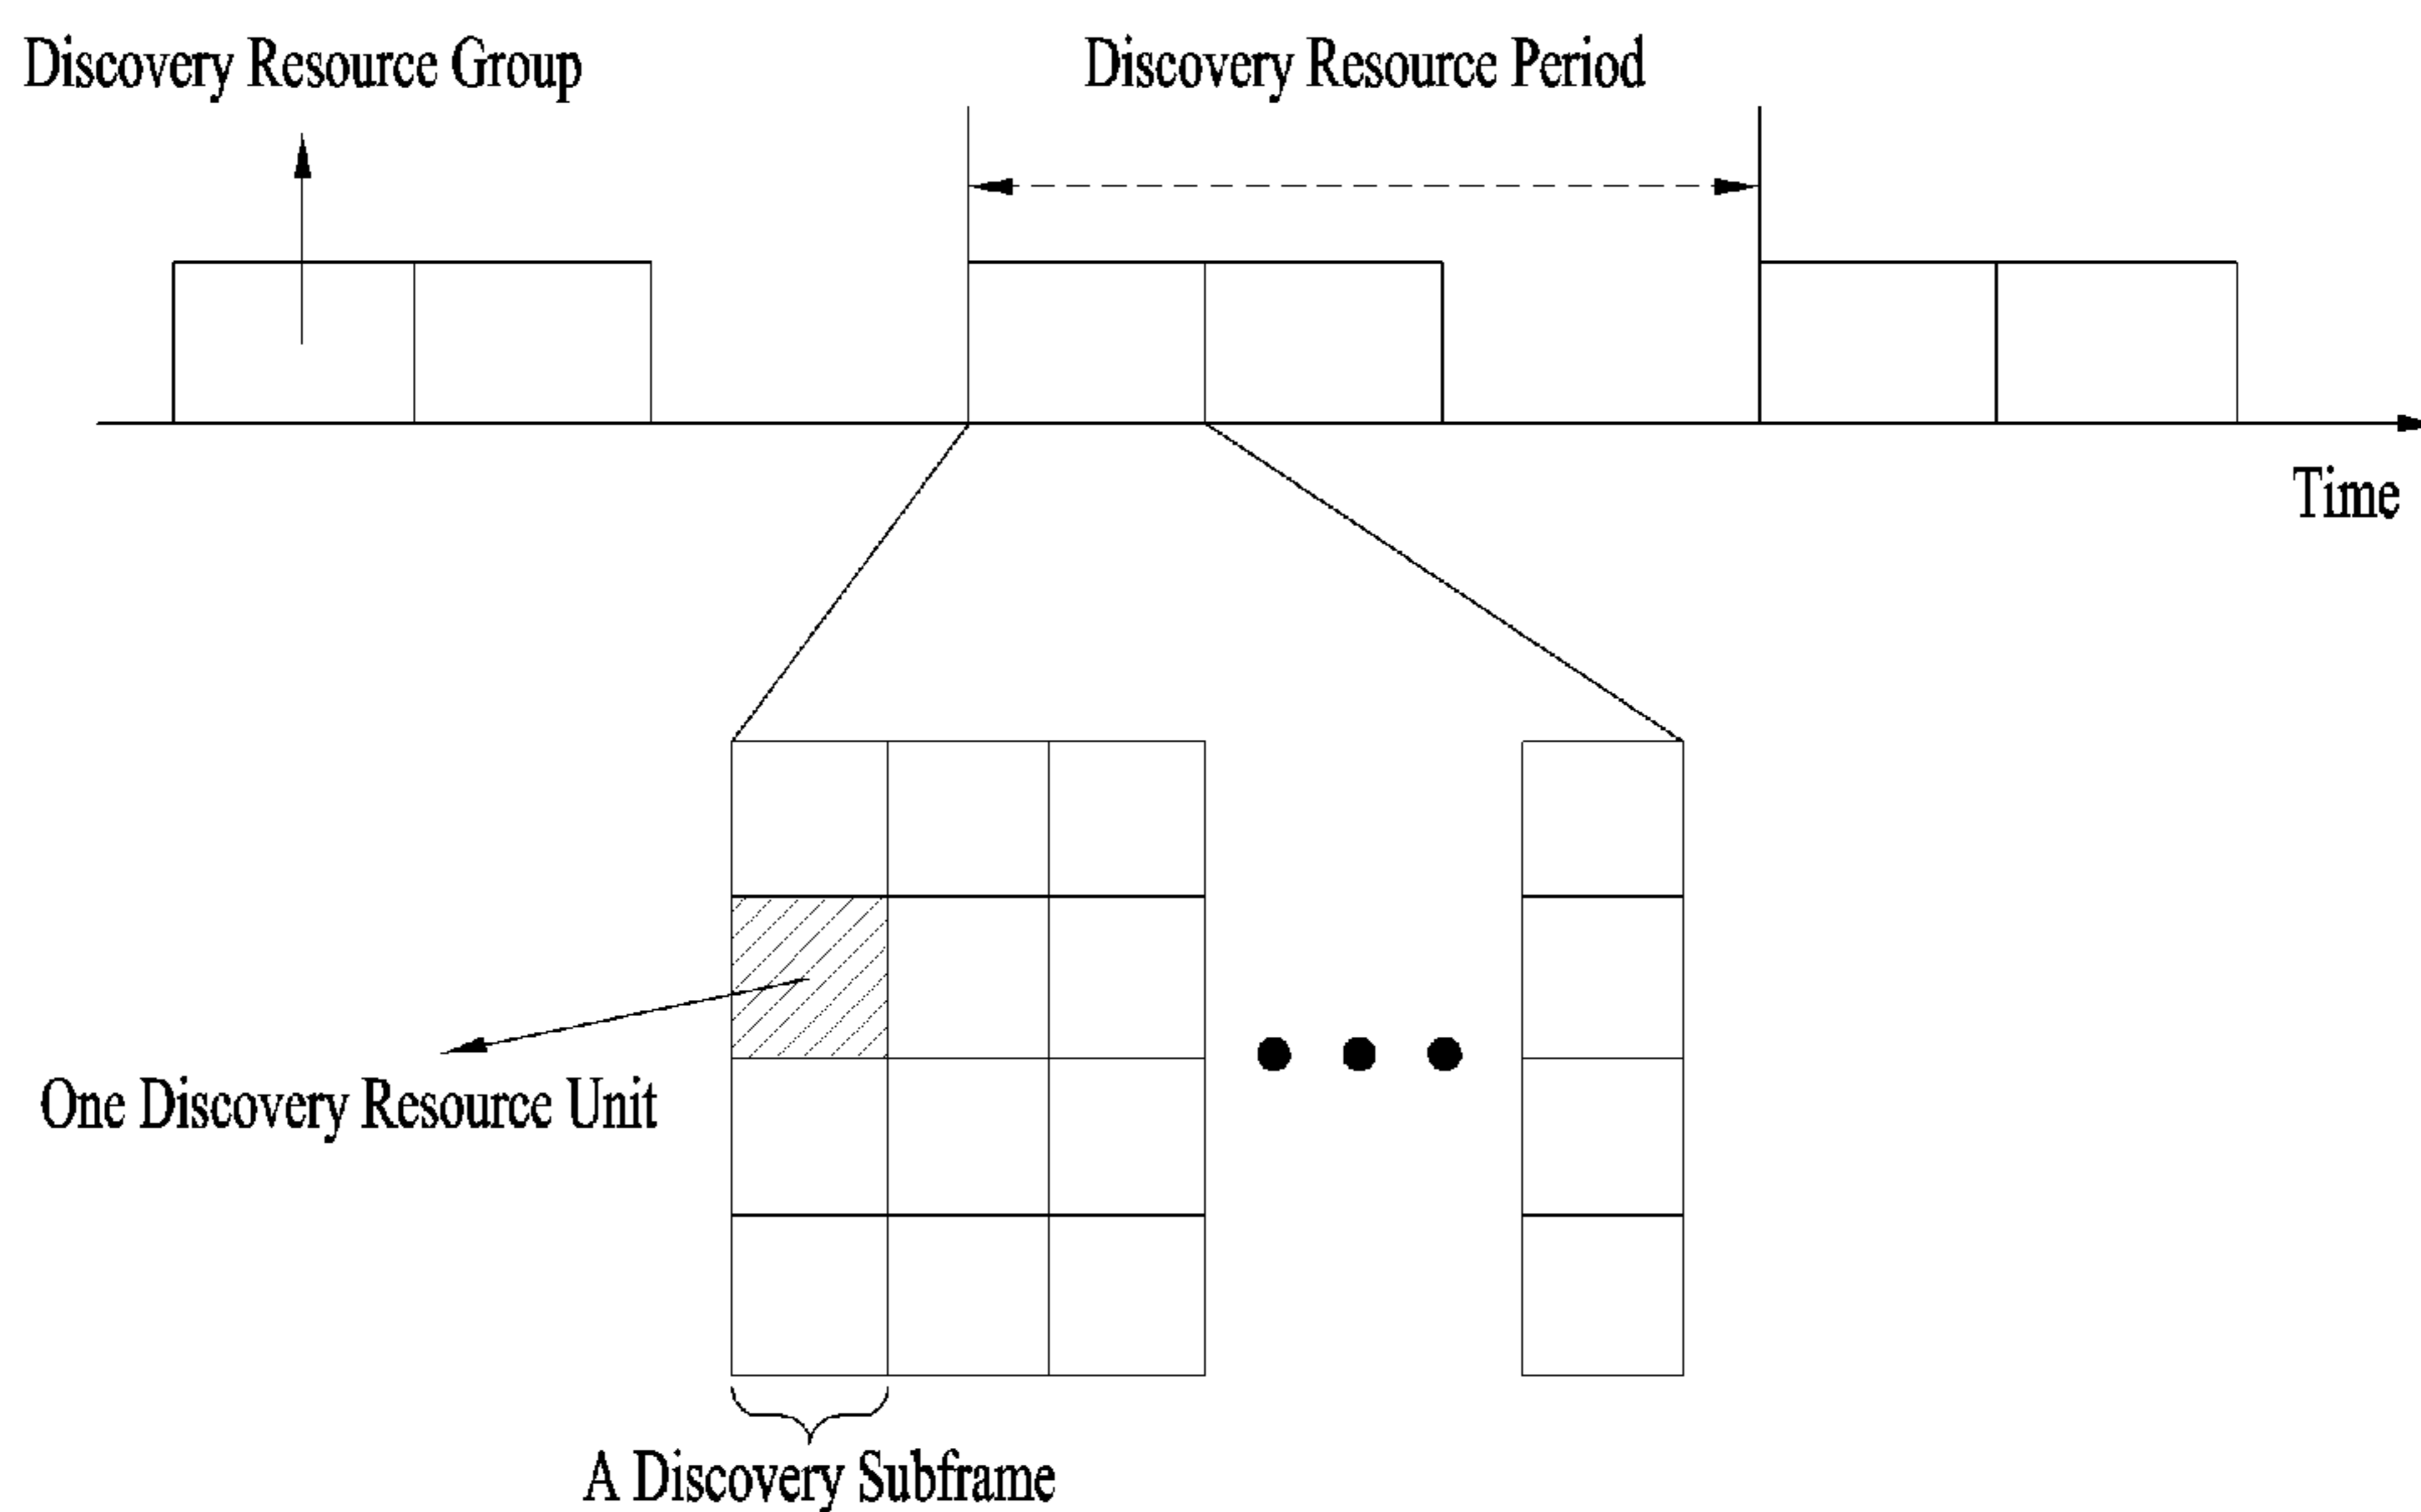 Discovery Resource Group
Discovery Resource Period
Time
One Discovery Resource Unit
A Discovery Subframe